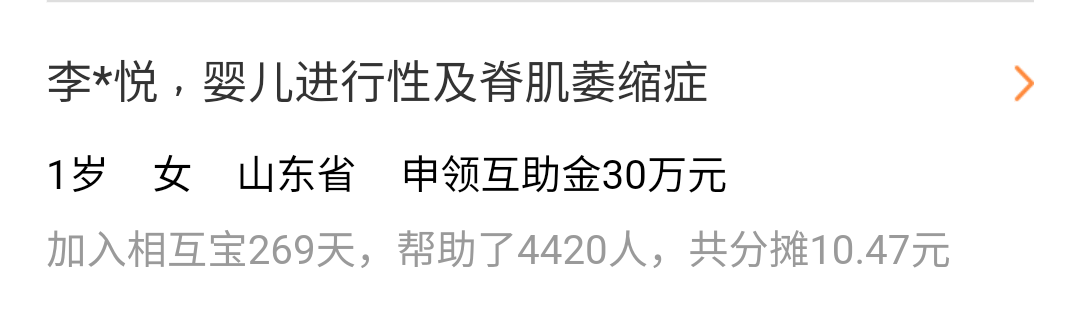 李*悦，婴儿进行性及脊肌萎缩症
1岁 女 山东省 申领互助金30万元
加入相互宝269天，帮助了4420人，共分摊10.47元